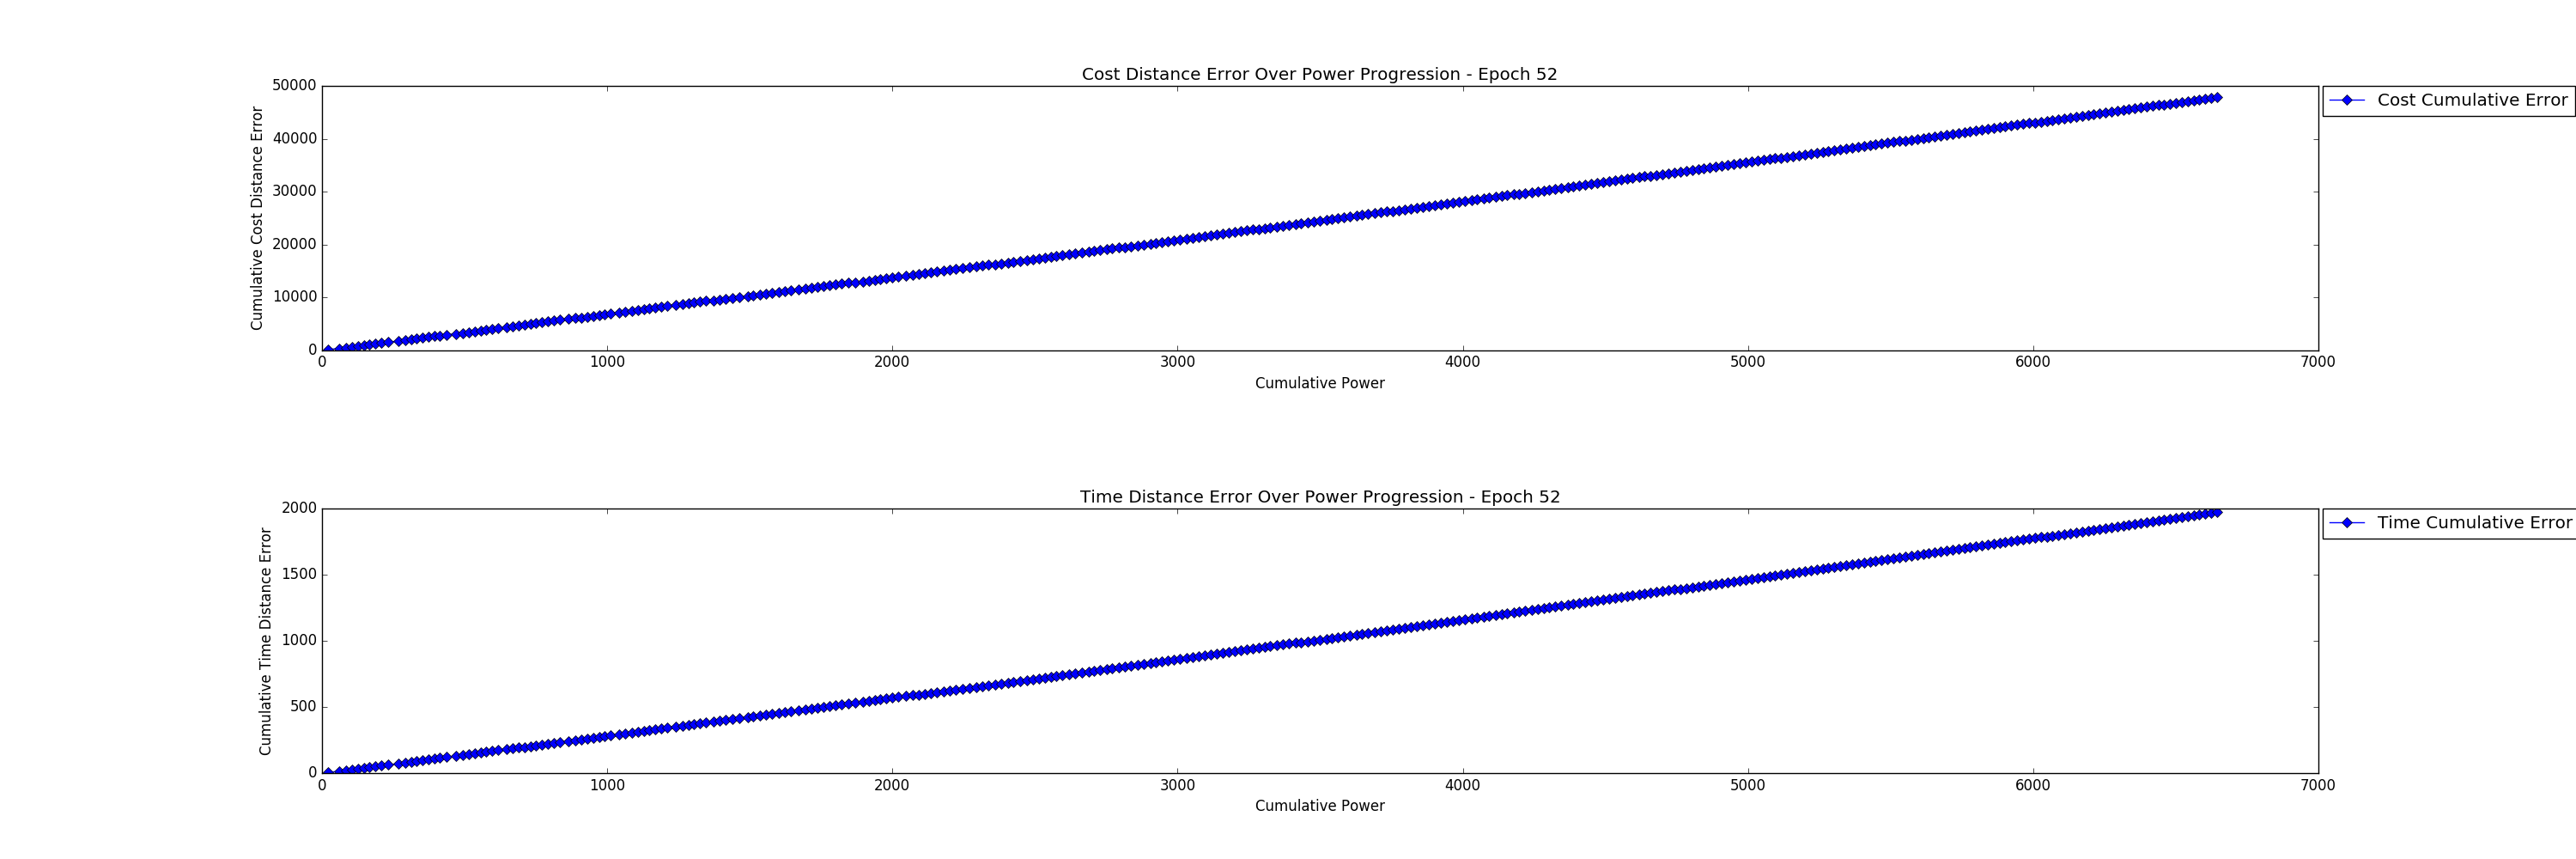 Cost Distance Error Over Power Progression - Epoch 52
50000
40000
30000
20000
10000
0
Cumulative Cost Distance Error
0 1000 2000 3000 4000 5000 6000 7000
Cumulative Power
Cost Cumulative Error
Time Distance Error Over Power Progression - Epoch 52
2000
1500
1000
500
0
Cumulative Time Distance Error
0 1000 2000 3000 4000 5000 6000 7000
Cumulative Power
Time Cumulative Error